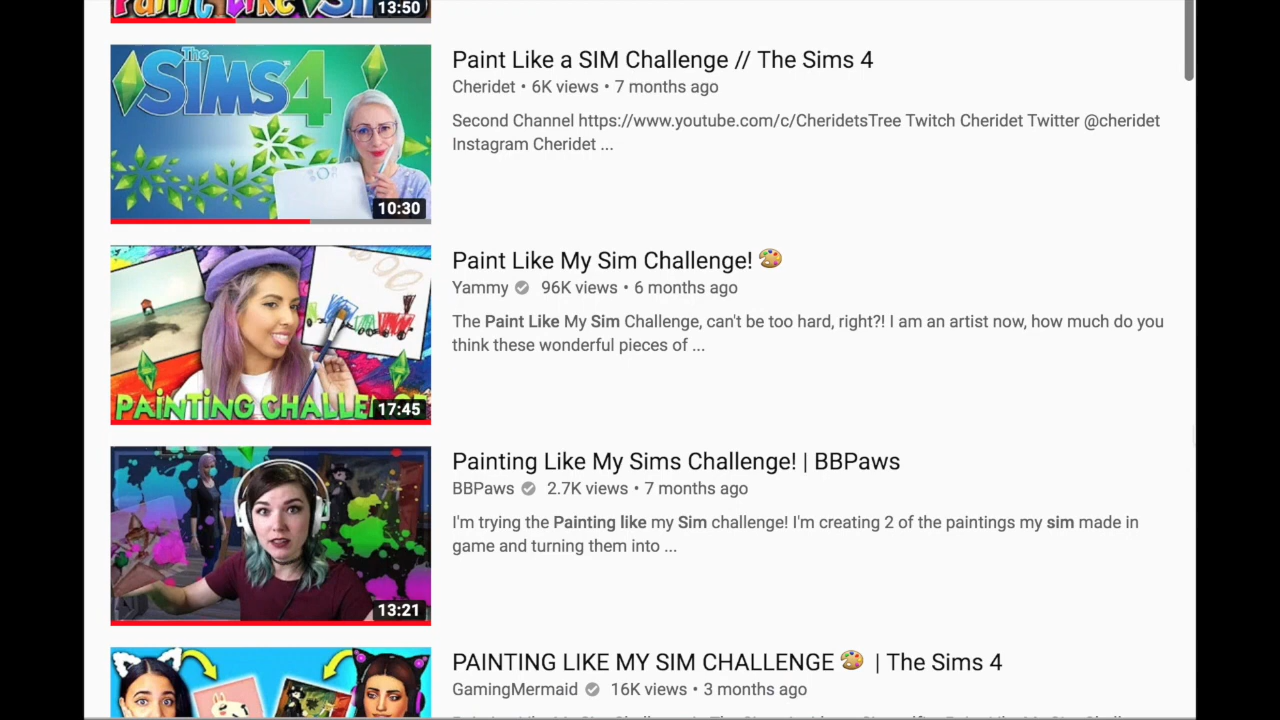 13:50
The
SIMS 4
10:30
Paint Like a SIM Challenge // The Sims 4
Cheridet • 6K views • 7 months ago
Second Channel https://www.youtube.com/c/CheridetsTree Twitch Cheridet Twitter @cheridet
Instagram Cheridet ...
PAINTING CHALLE
17:45
Paint Like My Sim Challenge! 🎨
Yammy 96K views • 6 months ago
The Paint Like My Sim Challenge, can't be too hard, right?! I am an artist now, how much do you
think these wonderful pieces of ...
13:21
Painting Like My Sims Challenge! | BBPaws
BBPaws 2.7K views • 7 months ago
I'm trying the Painting like my Sim challenge! I'm creating 2 of the paintings my sim made in
game and turning them into ...
PAINTING LIKE MY SIM CHALLENGE 🎨 | The Sims 4
GamingMermaid 16K views • 3 months ago